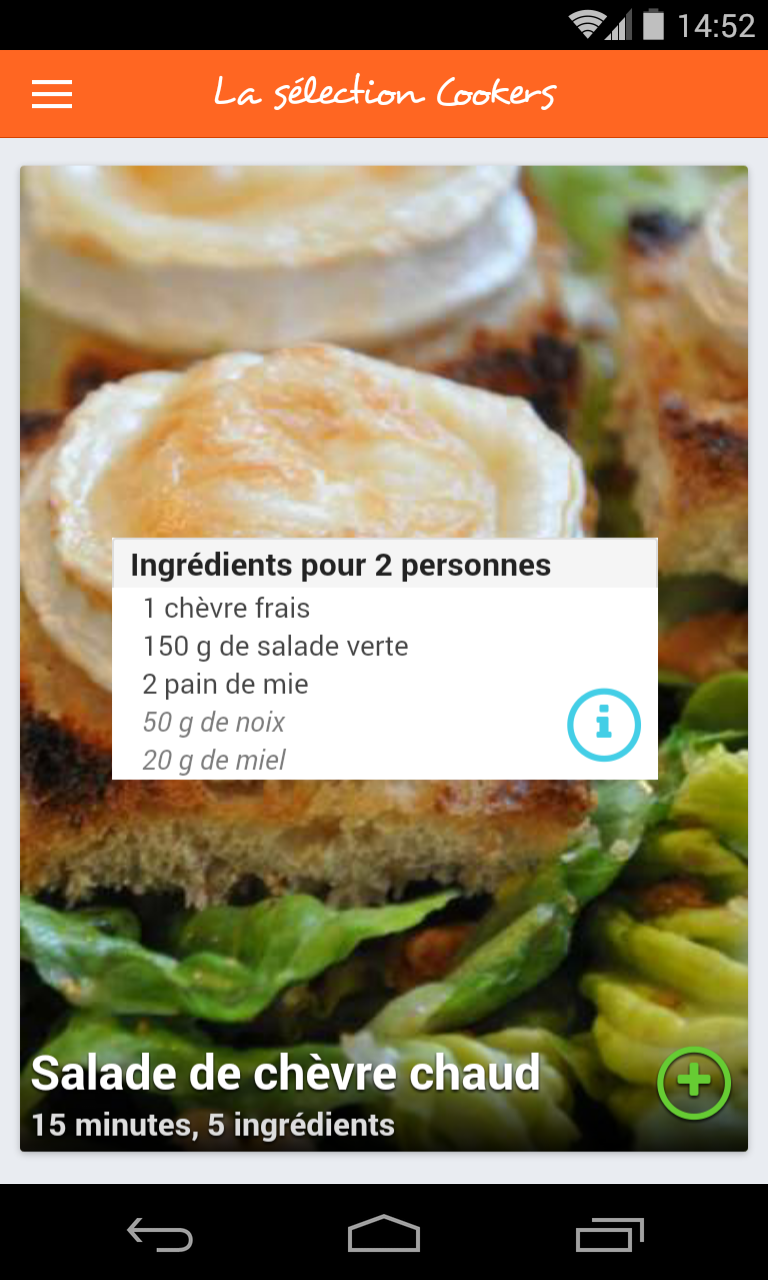 14:52
La sélection Cookers
Ingrédients pour 2 personnes
1 chèvre frais
150 g de salade verte
2 pain de mie
50 g de noix
20 g de miel
Salade de chèvre chaud
15 minutes, 5 ingrédients